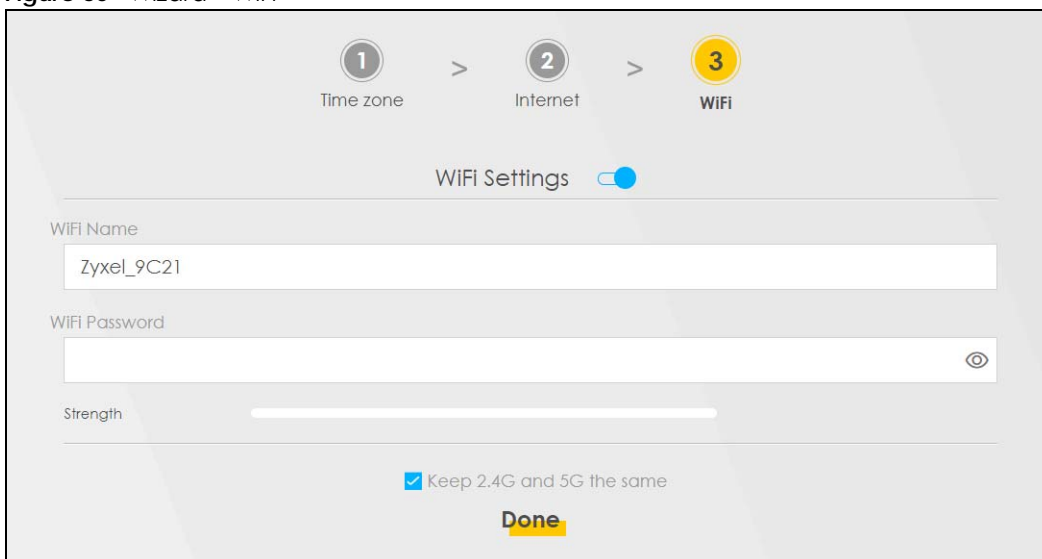 1 > 2 > 3
Time zone Internet WiFi
WiFi Settings
WiFi Name
Zyxel_9C21
WiFi Password
Strength
Keep 2.4G and 5G the same
Done